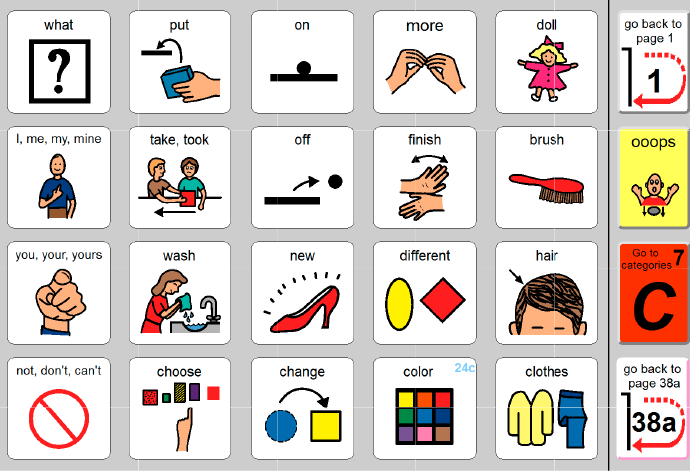 what
put
on
more
doll
go back to
page 1
1
?
I, me, my, mine
take, took
off
finish
brush
ooops
you, your, yours
wash
new
different
hair
Go to
categories 7
C
not, don't, can't
choose
change
color
24c
clothes
go back to
page 38a
38a